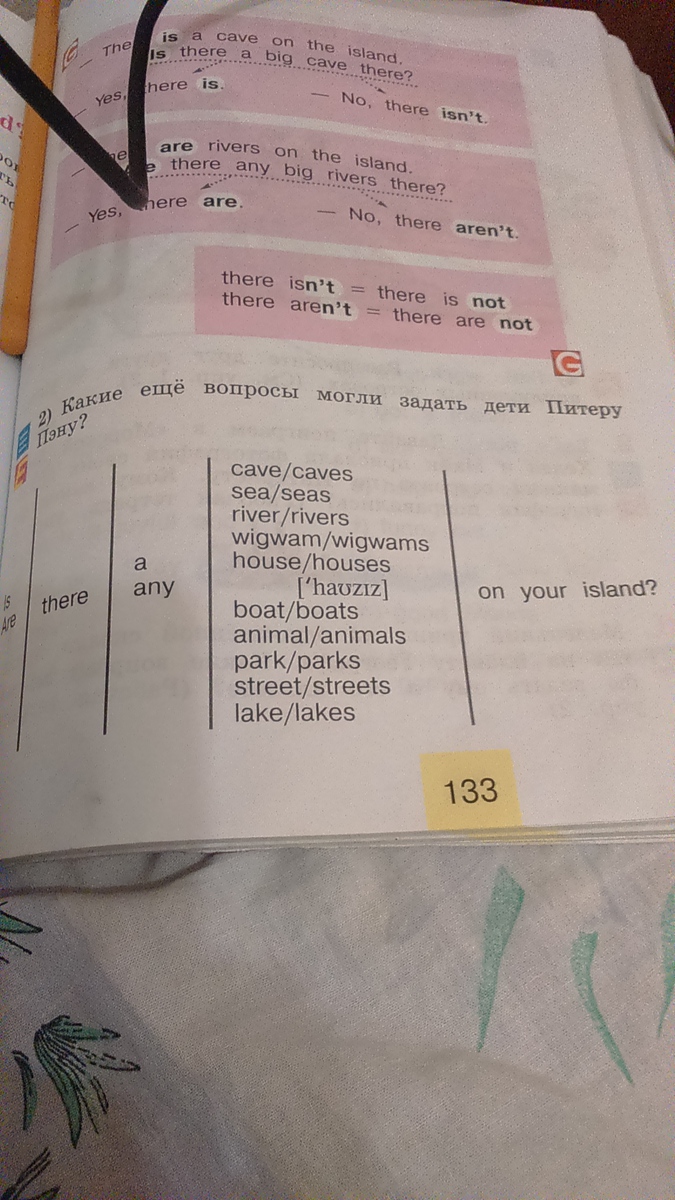 — The is a cave on the island.
Is there a big cave there?
— Yes, here is.
— No, there isn't.
are rivers on the island.
there any big rivers there?
— Yes, here are.
— No, there aren't.
there isn't = there is not
there aren't = there are not
G
2) Какие ещё вопросы могли задать дети Питеру
Пэну?
Is
Are
there
a
any
cave/caves
sea/seas
river/rivers
wigwam/wigwams
house/houses
[ˈhaʊzɪz]
boat/boats
animal/animals
park/parks
street/streets
lake/lakes
on your island?
133